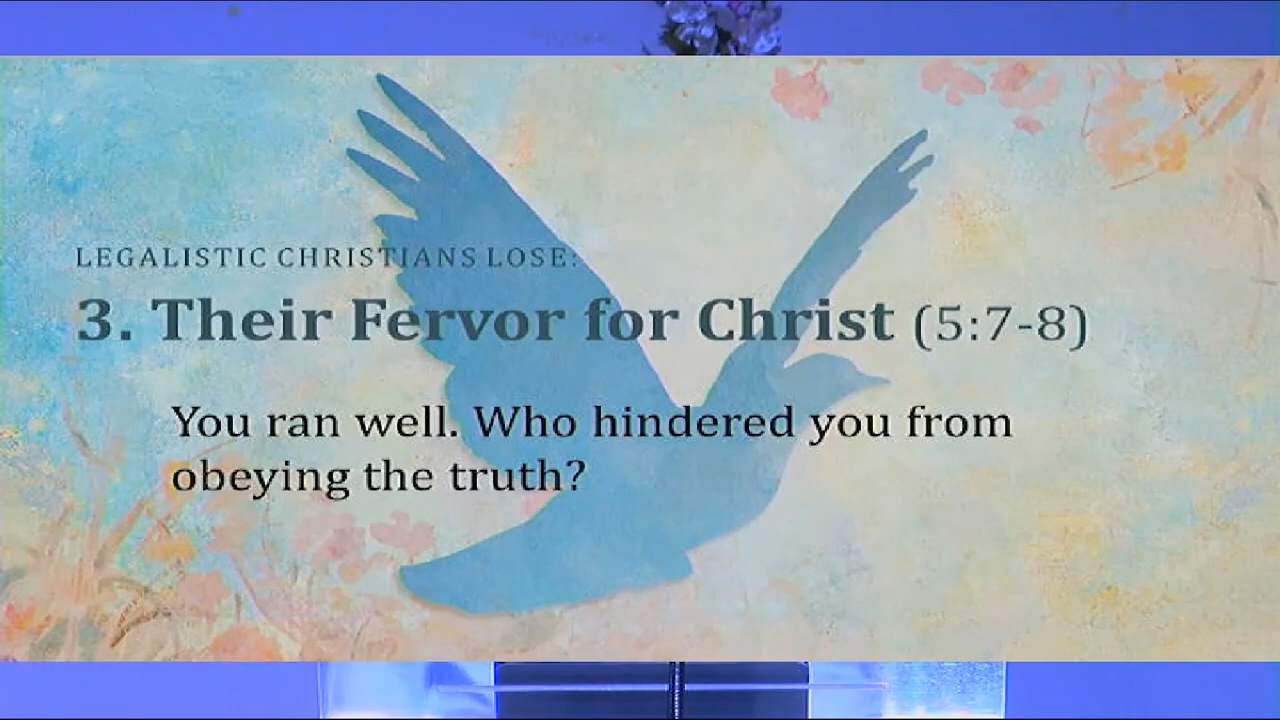 LEGALISTIC CHRISTIANS LOSE:
3. Their Fervor for Christ (5:7-8)
You ran well. Who hindered you from
obeying the truth?